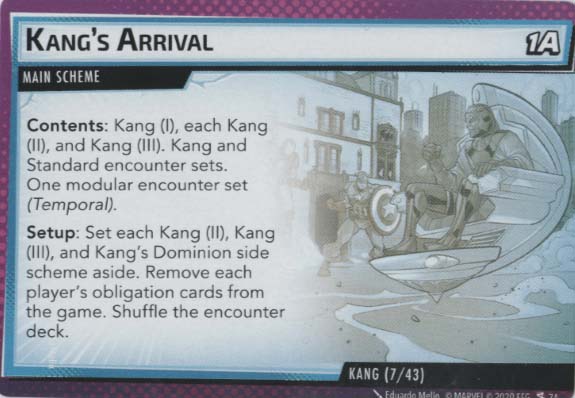 KANG'S ARRIVAL
1A
MAIN SCHEME
Contents: Kang (I), each Kang
(II), and Kang (III). Kang and
Standard encounter sets.
One modular encounter set
(Temporal).
Setup: Set each Kang (II), Kang
(III), and Kang's Dominion side
scheme aside. Remove each
player's obligation cards from
the game. Shuffle the encounter
deck.
KANG (7/43)
Eduardo Mello © MARVEL © 2020 FFG